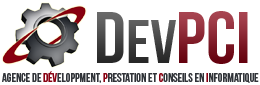 DevPCI
Agence de Développment, Prestation et Conseils en Informatique